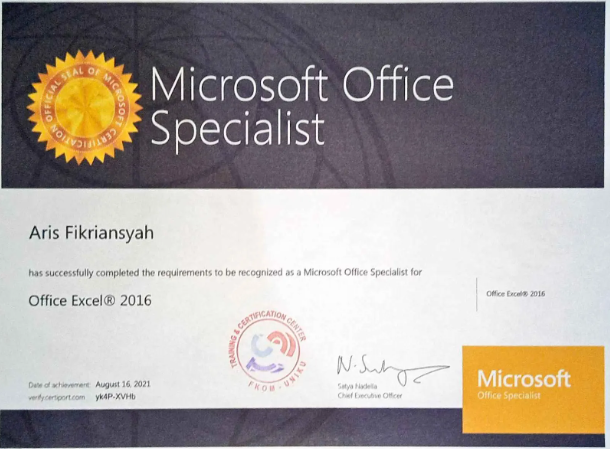 OFFICIAL SEAL OF MICROSOFT CERTIFICATION
Microsoft Office
Specialist
Aris Fikriansyah
has successfully completed the requirements to be recognized as a Microsoft Office Specialist for
Office Excel® 2016
Office Excel® 2016
TRAINING & CERTIFICATION CENTER
FKOM - UNIKU
Satya Nadella
Chief Executive Officer
Date of achievement: August 16, 2021
verify.certiport.com yk4P-XVHb
Microsoft
Office Specialist